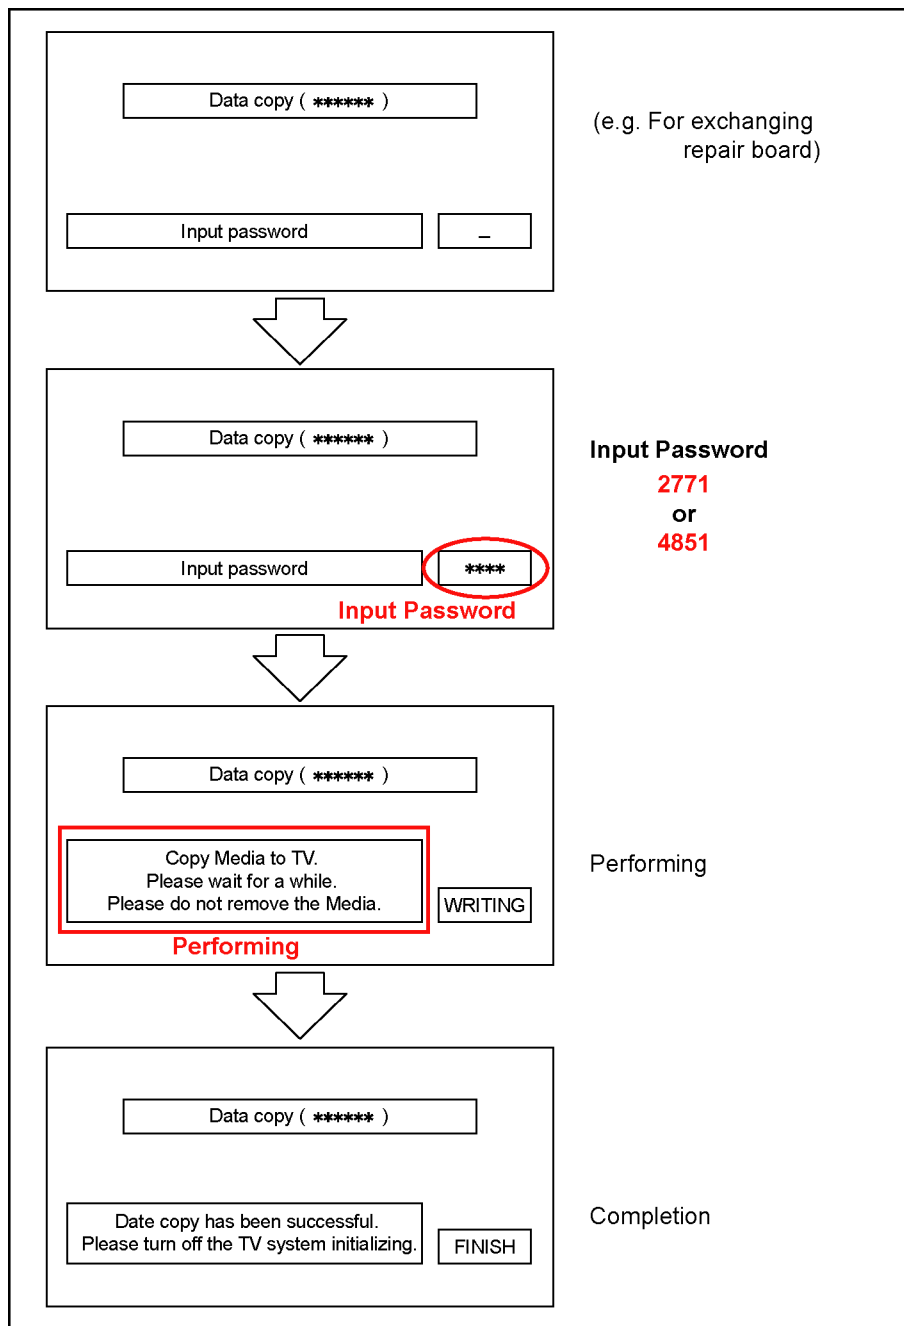 Data copy ( ****** )
(e.g. For exchanging
repair board)
Input password
_
Data copy ( ****** )
Input Password
2771
or
4851
Input password
****
Input Password
Data copy ( ****** )
Copy Media to TV.
Please wait for a while.
Please do not remove the Media.
WRITING
Performing
Performing
Data copy ( ****** )
Date copy has been successful.
Please turn off the TV system initializing.
FINISH
Completion